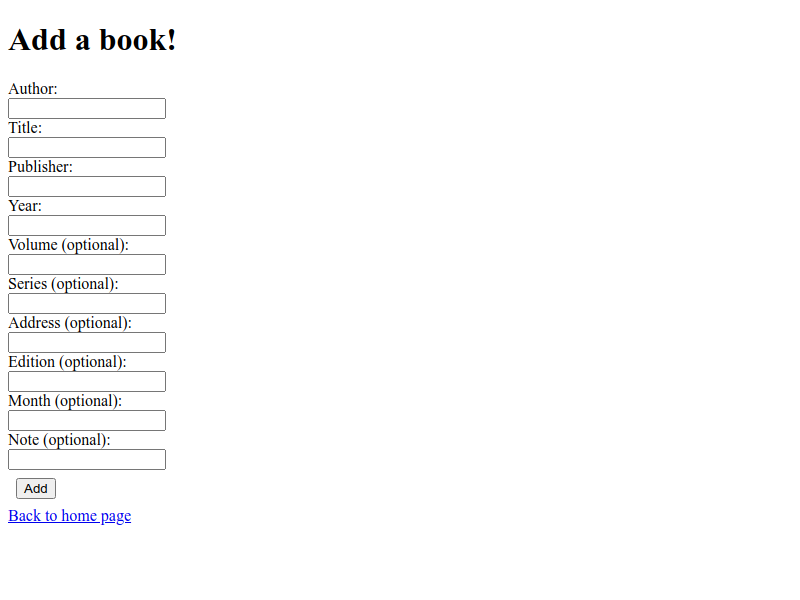 Add a book!
Author:
Title:
Publisher:
Year:
Volume (optional):
Series (optional):
Address (optional):
Edition (optional):
Month (optional):
Note (optional):
Add
Back to home page